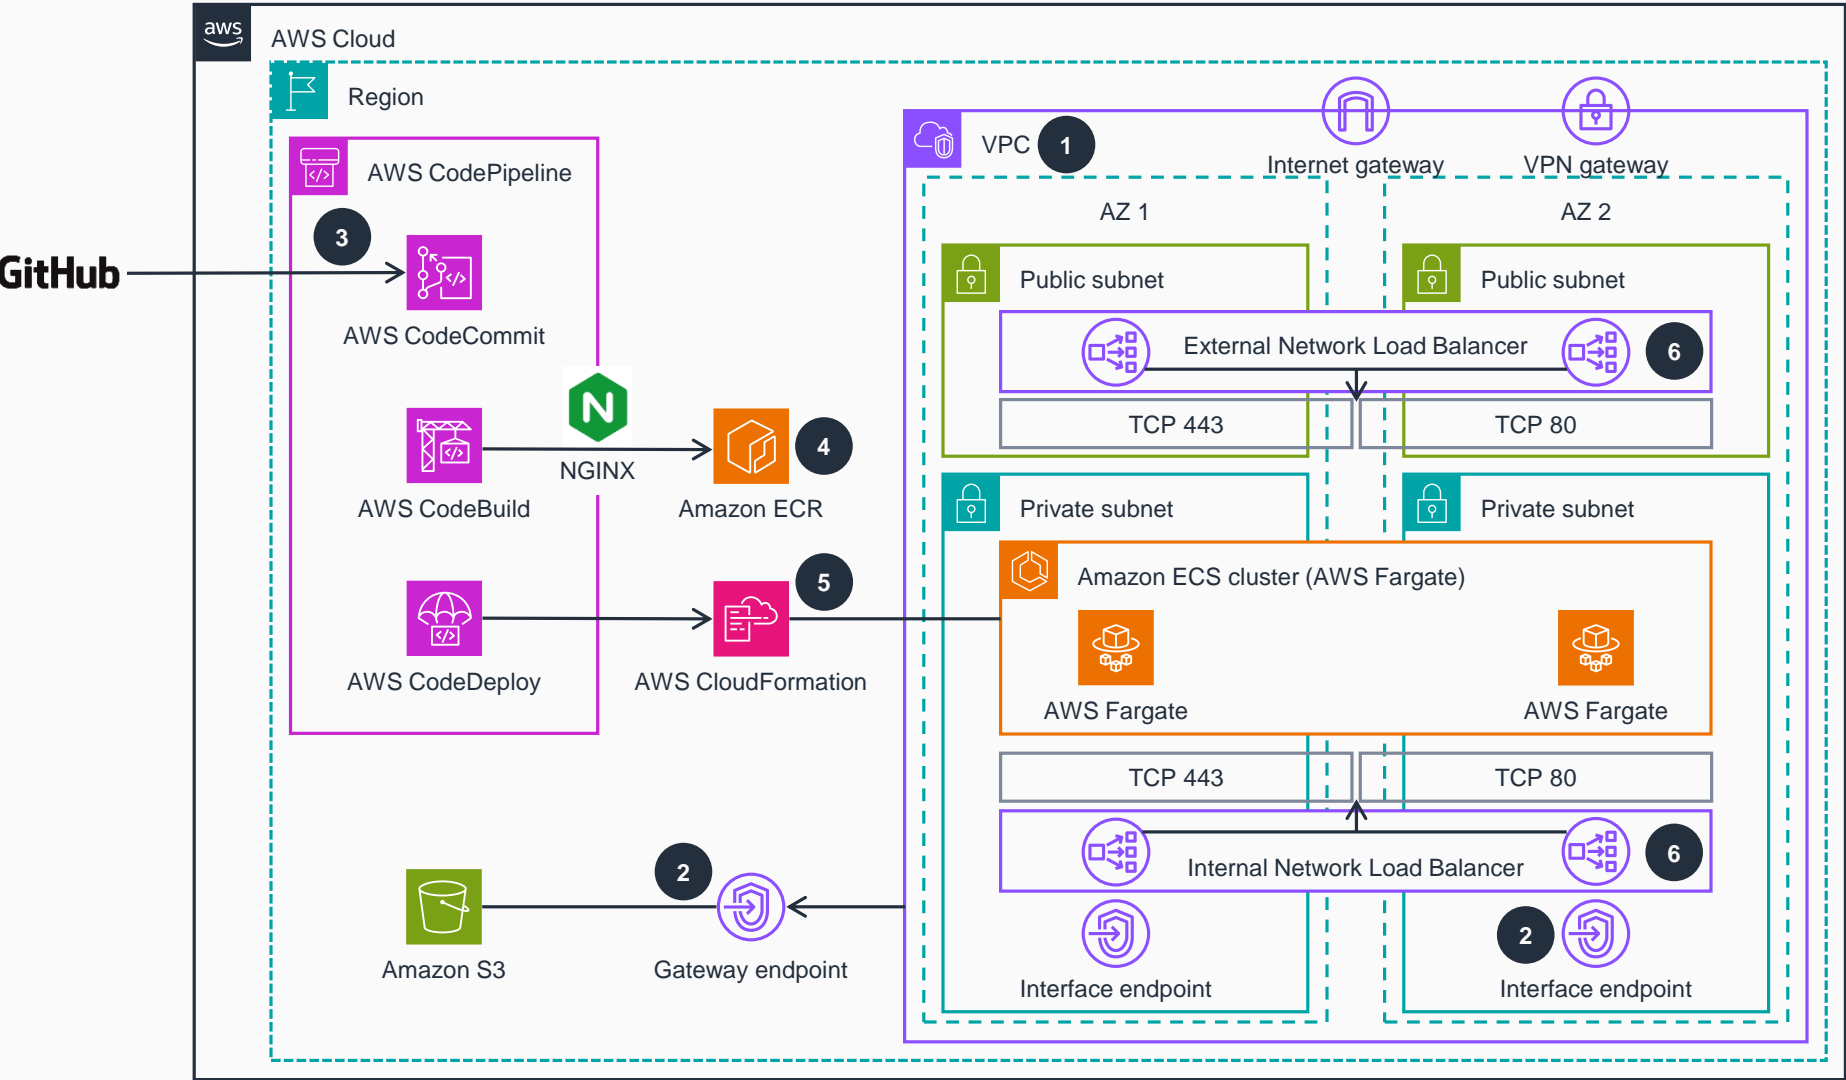 aws
AWS Cloud
Region
AWS CodePipeline
3
GitHub
AWS CodeCommit
NGINX
AWS CodeBuild
4
Amazon ECR
AWS CodeDeploy
5
AWS CloudFormation
Amazon S3
2
Gateway endpoint
VPC
1
Internet gateway
VPN gateway
AZ 1
AZ 2
Public subnet
Public subnet
External Network Load Balancer
6
TCP 443
TCP 80
Private subnet
Private subnet
Amazon ECS cluster (AWS Fargate)
AWS Fargate
AWS Fargate
TCP 443
TCP 80
Internal Network Load Balancer
6
Interface endpoint
2
Interface endpoint